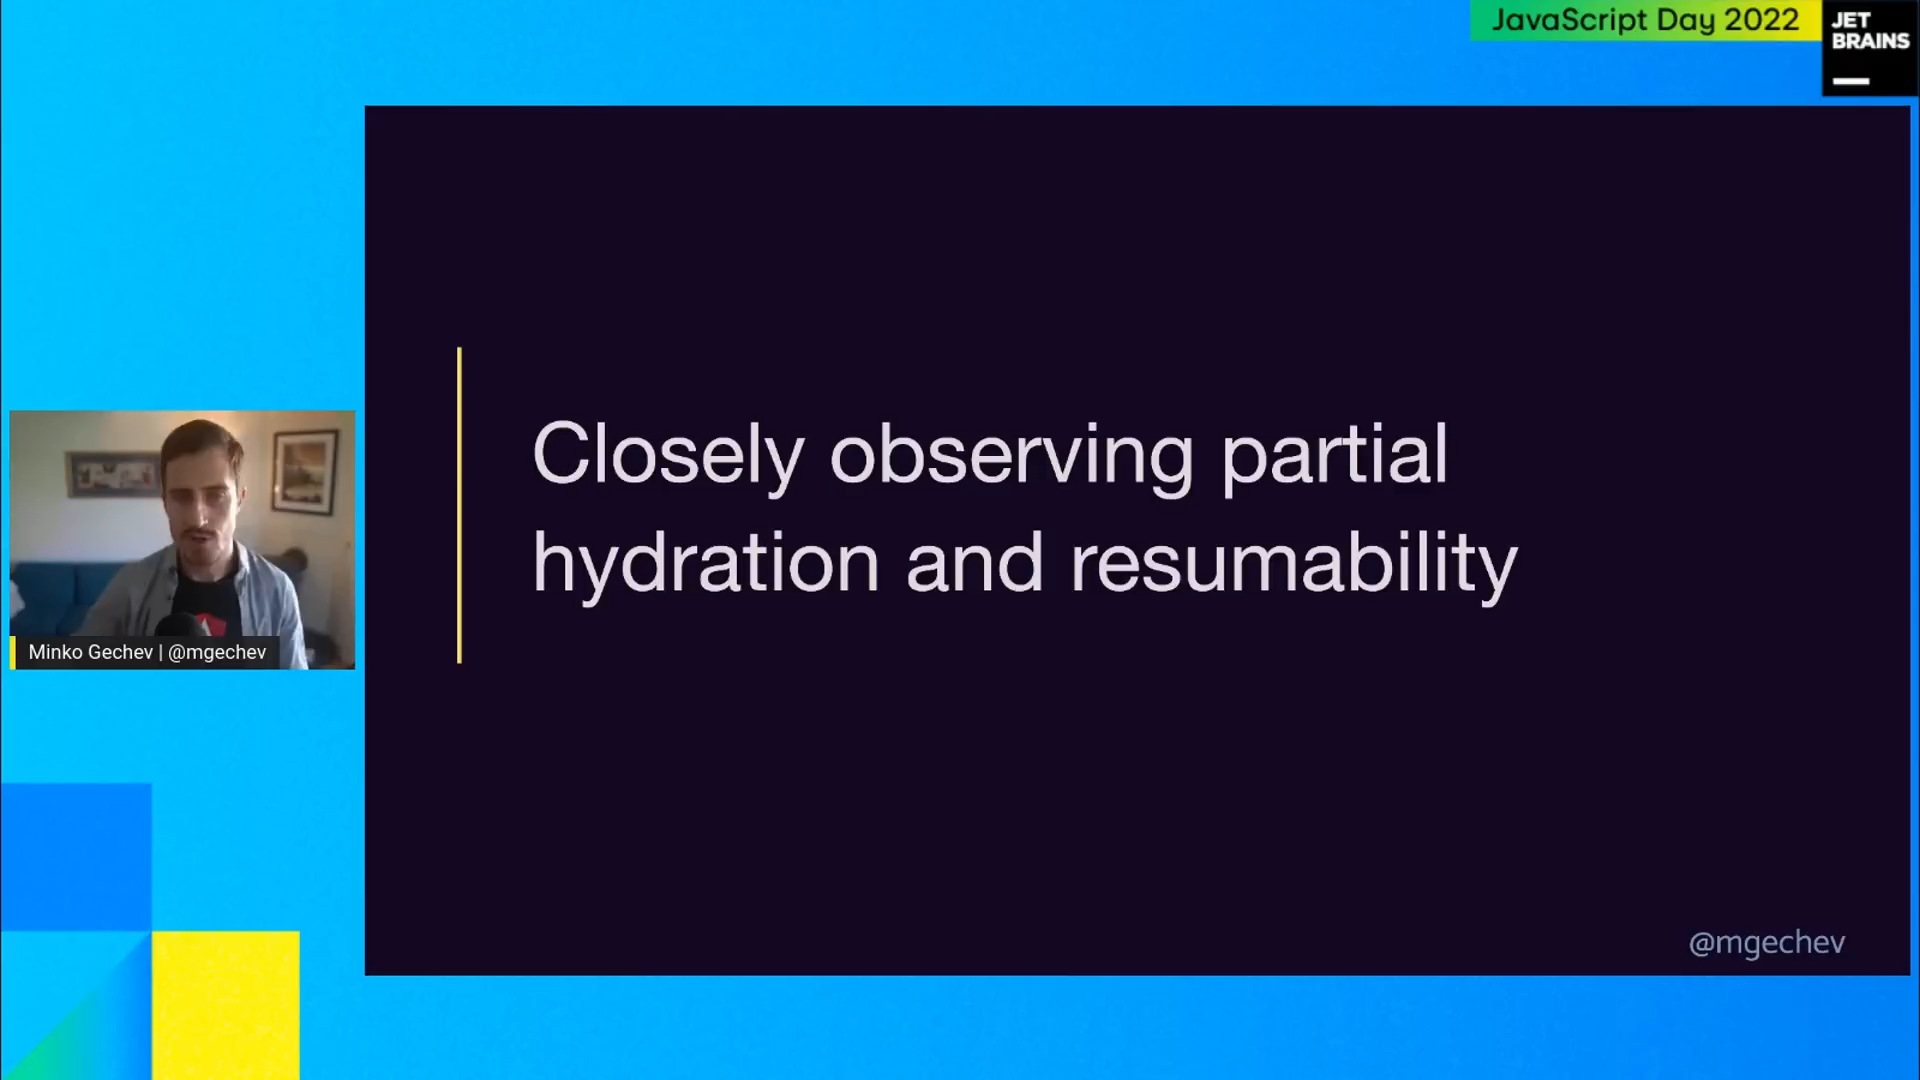 JavaScript Day 2022
JET
BRAINS
Closely observing partial
hydration and resumability
Minko Gechev | @mgechev
@mgechev